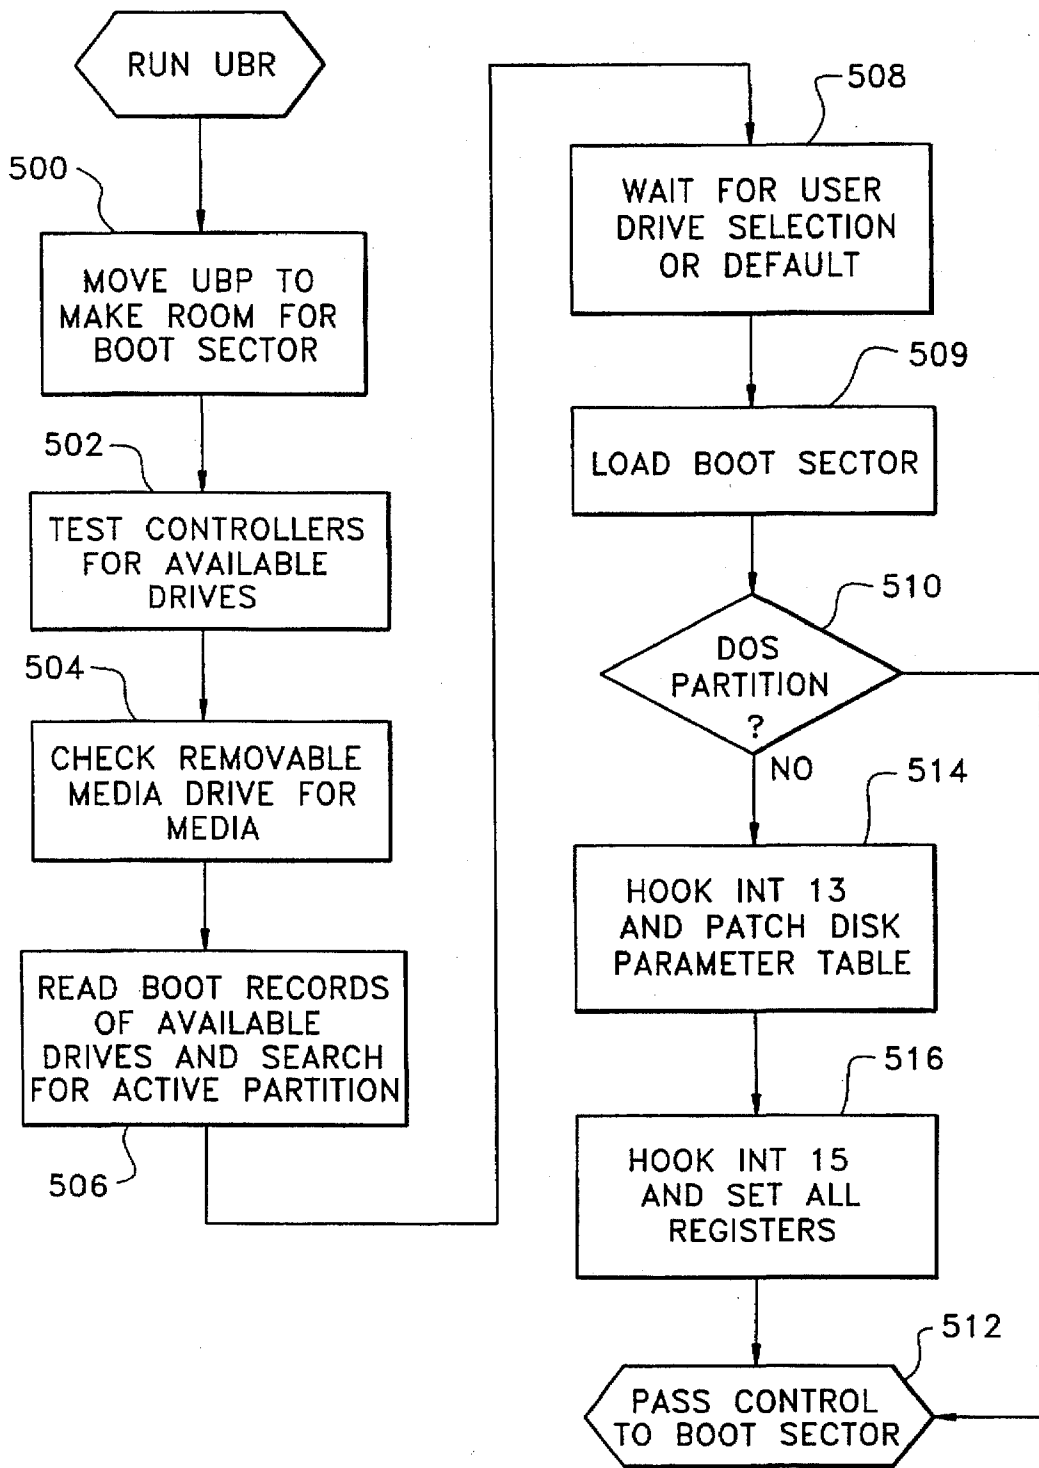 RUN UBR
500
MOVE UBP TO
MAKE ROOM FOR
BOOT SECTOR
502
TEST CONTROLLERS
FOR AVAILABLE
DRIVES
504
CHECK REMOVABLE
MEDIA DRIVE FOR
MEDIA
READ BOOT RECORDS
OF AVAILABLE
DRIVES AND SEARCH
FOR ACTIVE PARTITION
506
508
WAIT FOR USER
DRIVE SELECTION
OR DEFAULT
509
LOAD BOOT SECTOR
510
DOS
PARTITION
?
NO
514
HOOK INT 13
AND PATCH DISK
PARAMETER TABLE
516
HOOK INT 15
AND SET ALL
REGISTERS
512
PASS CONTROL
TO BOOT SECTOR